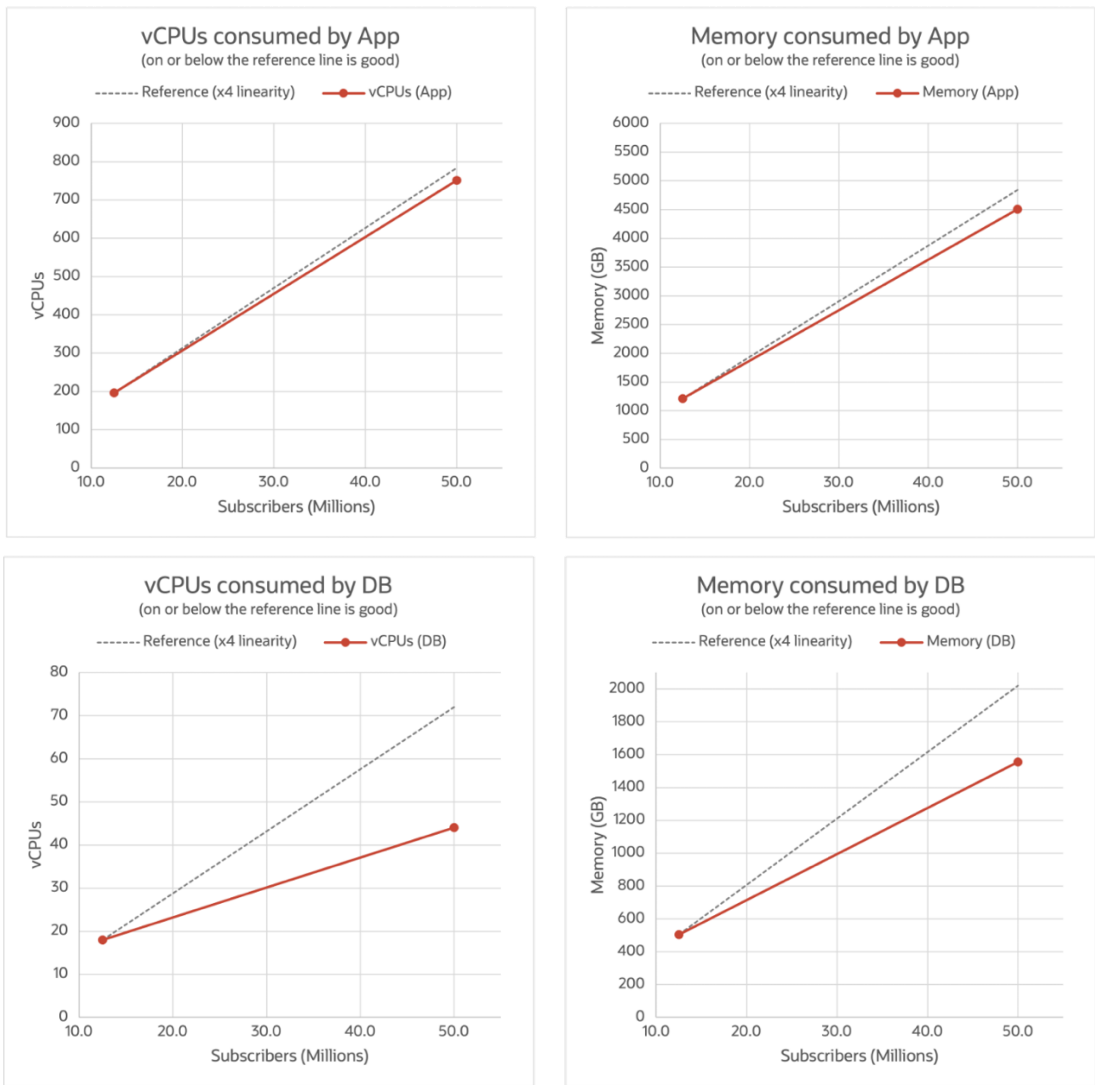 vCPUs consumed by App
(on or below the reference line is good)
Reference (x4 linearity) vCPUs (App)
900
800
700
600
500
400
300
200
100
0
vCPUs
10.0 20.0 30.0 40.0 50.0
Subscribers (Millions)
Memory consumed by App
(on or below the reference line is good)
Reference (x4 linearity) Memory (App)
6000
5500
5000
4500
4000
3500
3000
2500
2000
1500
1000
500
0
Memory (GB)
10.0 20.0 30.0 40.0 50.0
Subscribers (Millions)
vCPUs consumed by DB
(on or below the reference line is good)
Reference (x4 linearity) vCPUs (DB)
80
70
60
50
40
30
20
10
0
vCPUs
10.0 20.0 30.0 40.0 50.0
Subscribers (Millions)
Memory consumed by DB
(on or below the reference line is good)
Reference (x4 linearity) Memory (DB)
2000
1800
1600
1400
1200
1000
800
600
400
200
0
Memory (GB)
10.0 20.0 30.0 40.0 50.0
Subscribers (Millions)